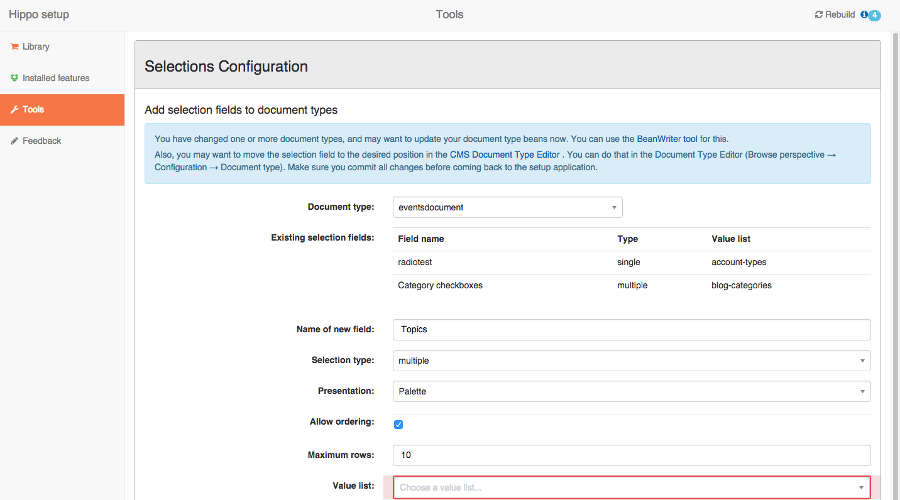 Hippo setup
Tools
Rebuild
4
Library
Installed features
Tools
Feedback
Selections Configuration
Add selection fields to document types
You have changed one or more document types, and may want to update your document type beans now. You can use the BeanWriter tool for this.
Also, you may want to move the selection field to the desired position in the CMS Document Type Editor . You can do that in the Document Type Editor (Browse perspective →
Configuration → Document type). Make sure you commit all changes before coming back to the setup application.
Document type: eventsdocument
Existing selection fields: Field name Type Value list
radiotest single account-types
Category checkboxes multiple blog-categories
Name of new field: Topics
Selection type: multiple
Presentation: Palette
Allow ordering:
Maximum rows: 10
Value list: Choose a value list...